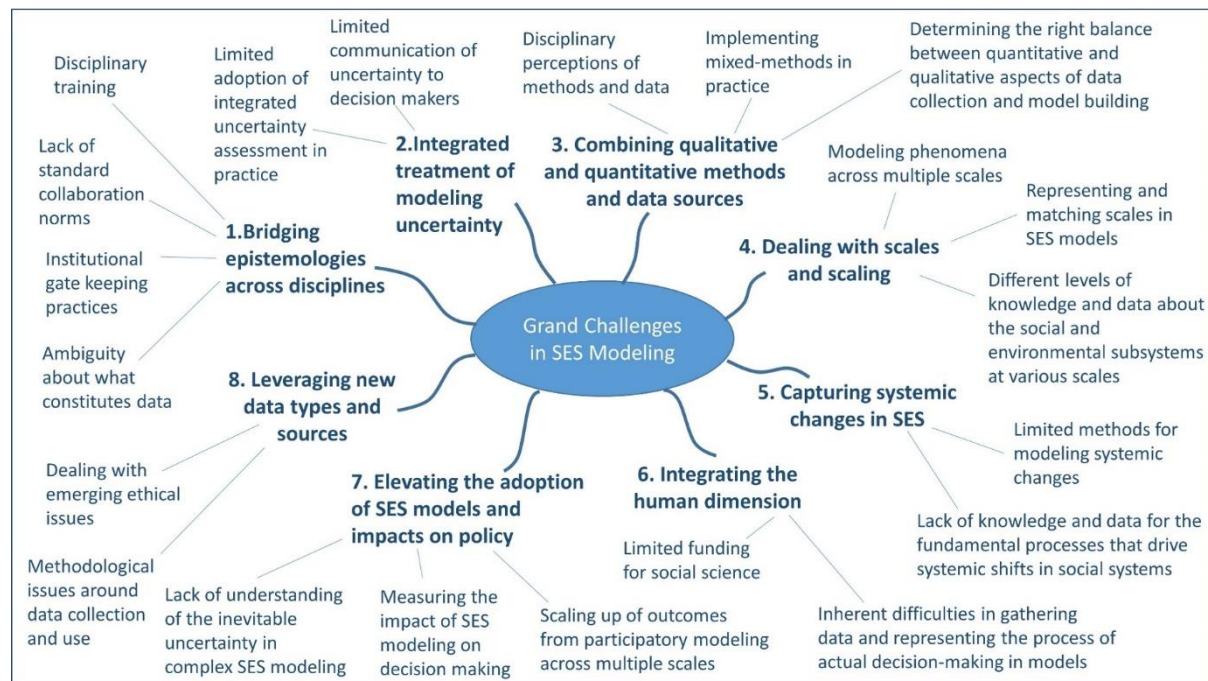 Grand Challenges
in SES Modeling
1.Bridging
epistemologies
across disciplines
Disciplinary
training
Lack of
standard
collaboration
norms
Institutional
gate keeping
practices
Ambiguity
about what
constitutes data
2.Integrated
treatment of
modeling
uncertainty
Limited
adoption of
integrated
uncertainty
assessment in
practice
Limited
communication of
uncertainty to
decision makers
3. Combining qualitative
and quantitative methods
and data sources
Disciplinary
perceptions of
methods and data
Implementing
mixed-methods in
practice
Determining the right balance
between quantitative and
qualitative aspects of data
collection and model building
4. Dealing with scales
and scaling
Modeling phenomena
across multiple scales
Representing and
matching scales in
SES models
Different levels of
knowledge and data about
the social and
environmental subsystems
at various scales
5. Capturing systemic
changes in SES
Limited methods for
modeling systemic
changes
Lack of knowledge and data for the
fundamental processes that drive
systemic shifts in social systems
6. Integrating the
human dimension
Limited funding
for social science
Inherent difficulties in gathering
data and representing the process of
actual decision-making in models
7. Elevating the adoption
of SES models and
impacts on policy
Lack of understanding
of the inevitable
uncertainty in
complex SES modeling
Measuring the
impact of SES
modeling on
decision making
Scaling up of outcomes
from participatory modeling
across multiple scales
8. Leveraging new
data types and
sources
Dealing with
emerging ethical
issues
Methodological
issues around
data collection
and use